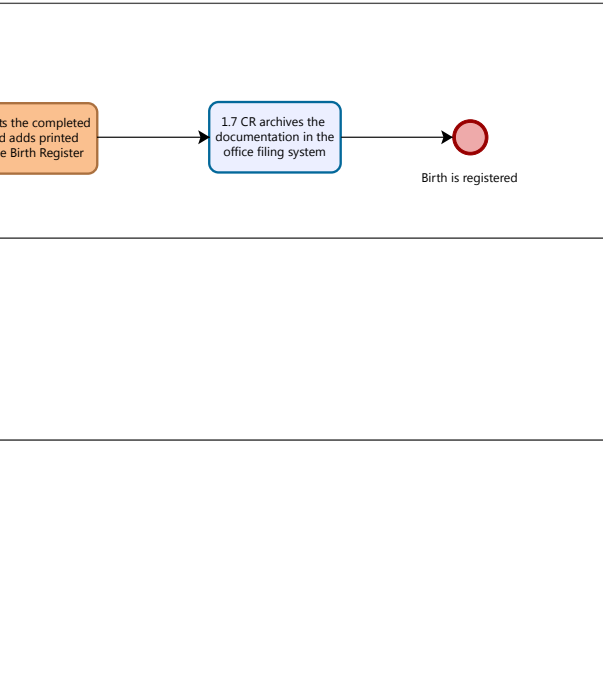 the completed
adds printed
Birth Register
1.7 CR archives the
documentation in the
office filing system
Birth is registered